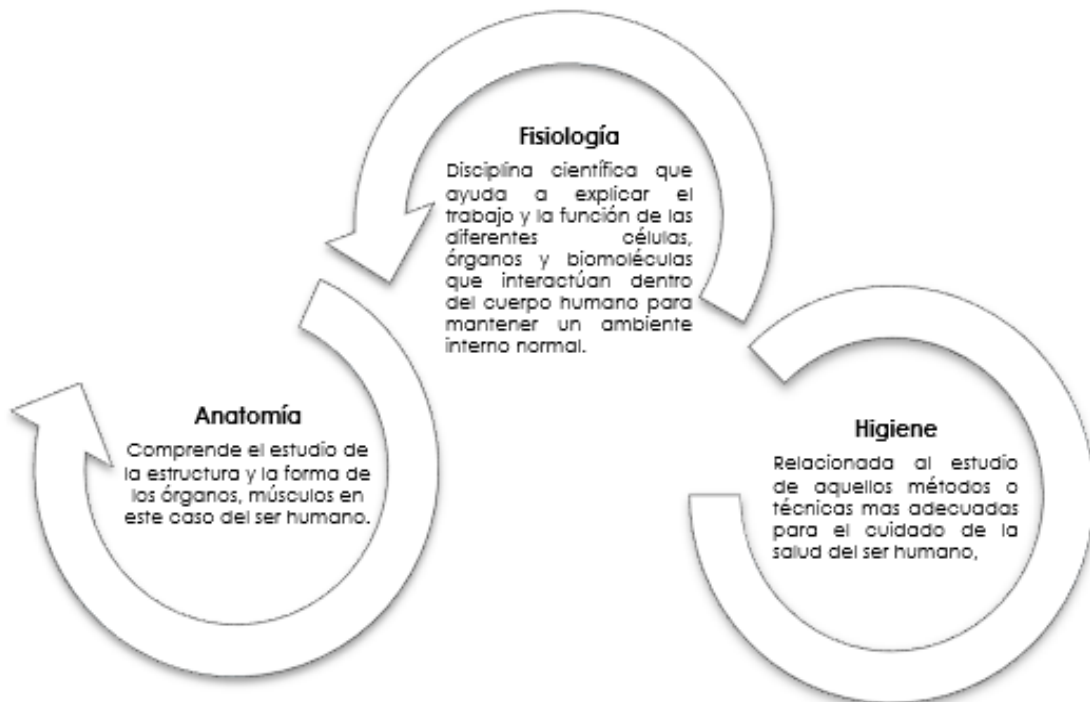 Fisiología
Disciplina científica que
ayuda a explicar el
trabajo y la función de las
diferentes células,
órganos y biomoléculas
que interactúan dentro
del cuerpo humano para
mantener un ambiente
interno normal.
Anatomía
Comprende el estudio de
la estructura y la forma de
los órganos, músculos en
este caso del ser humano.
Higiene
Relacionada al estudio
de aquellos métodos o
técnicas mas adecuadas
para el cuidado de la
salud del ser humano,